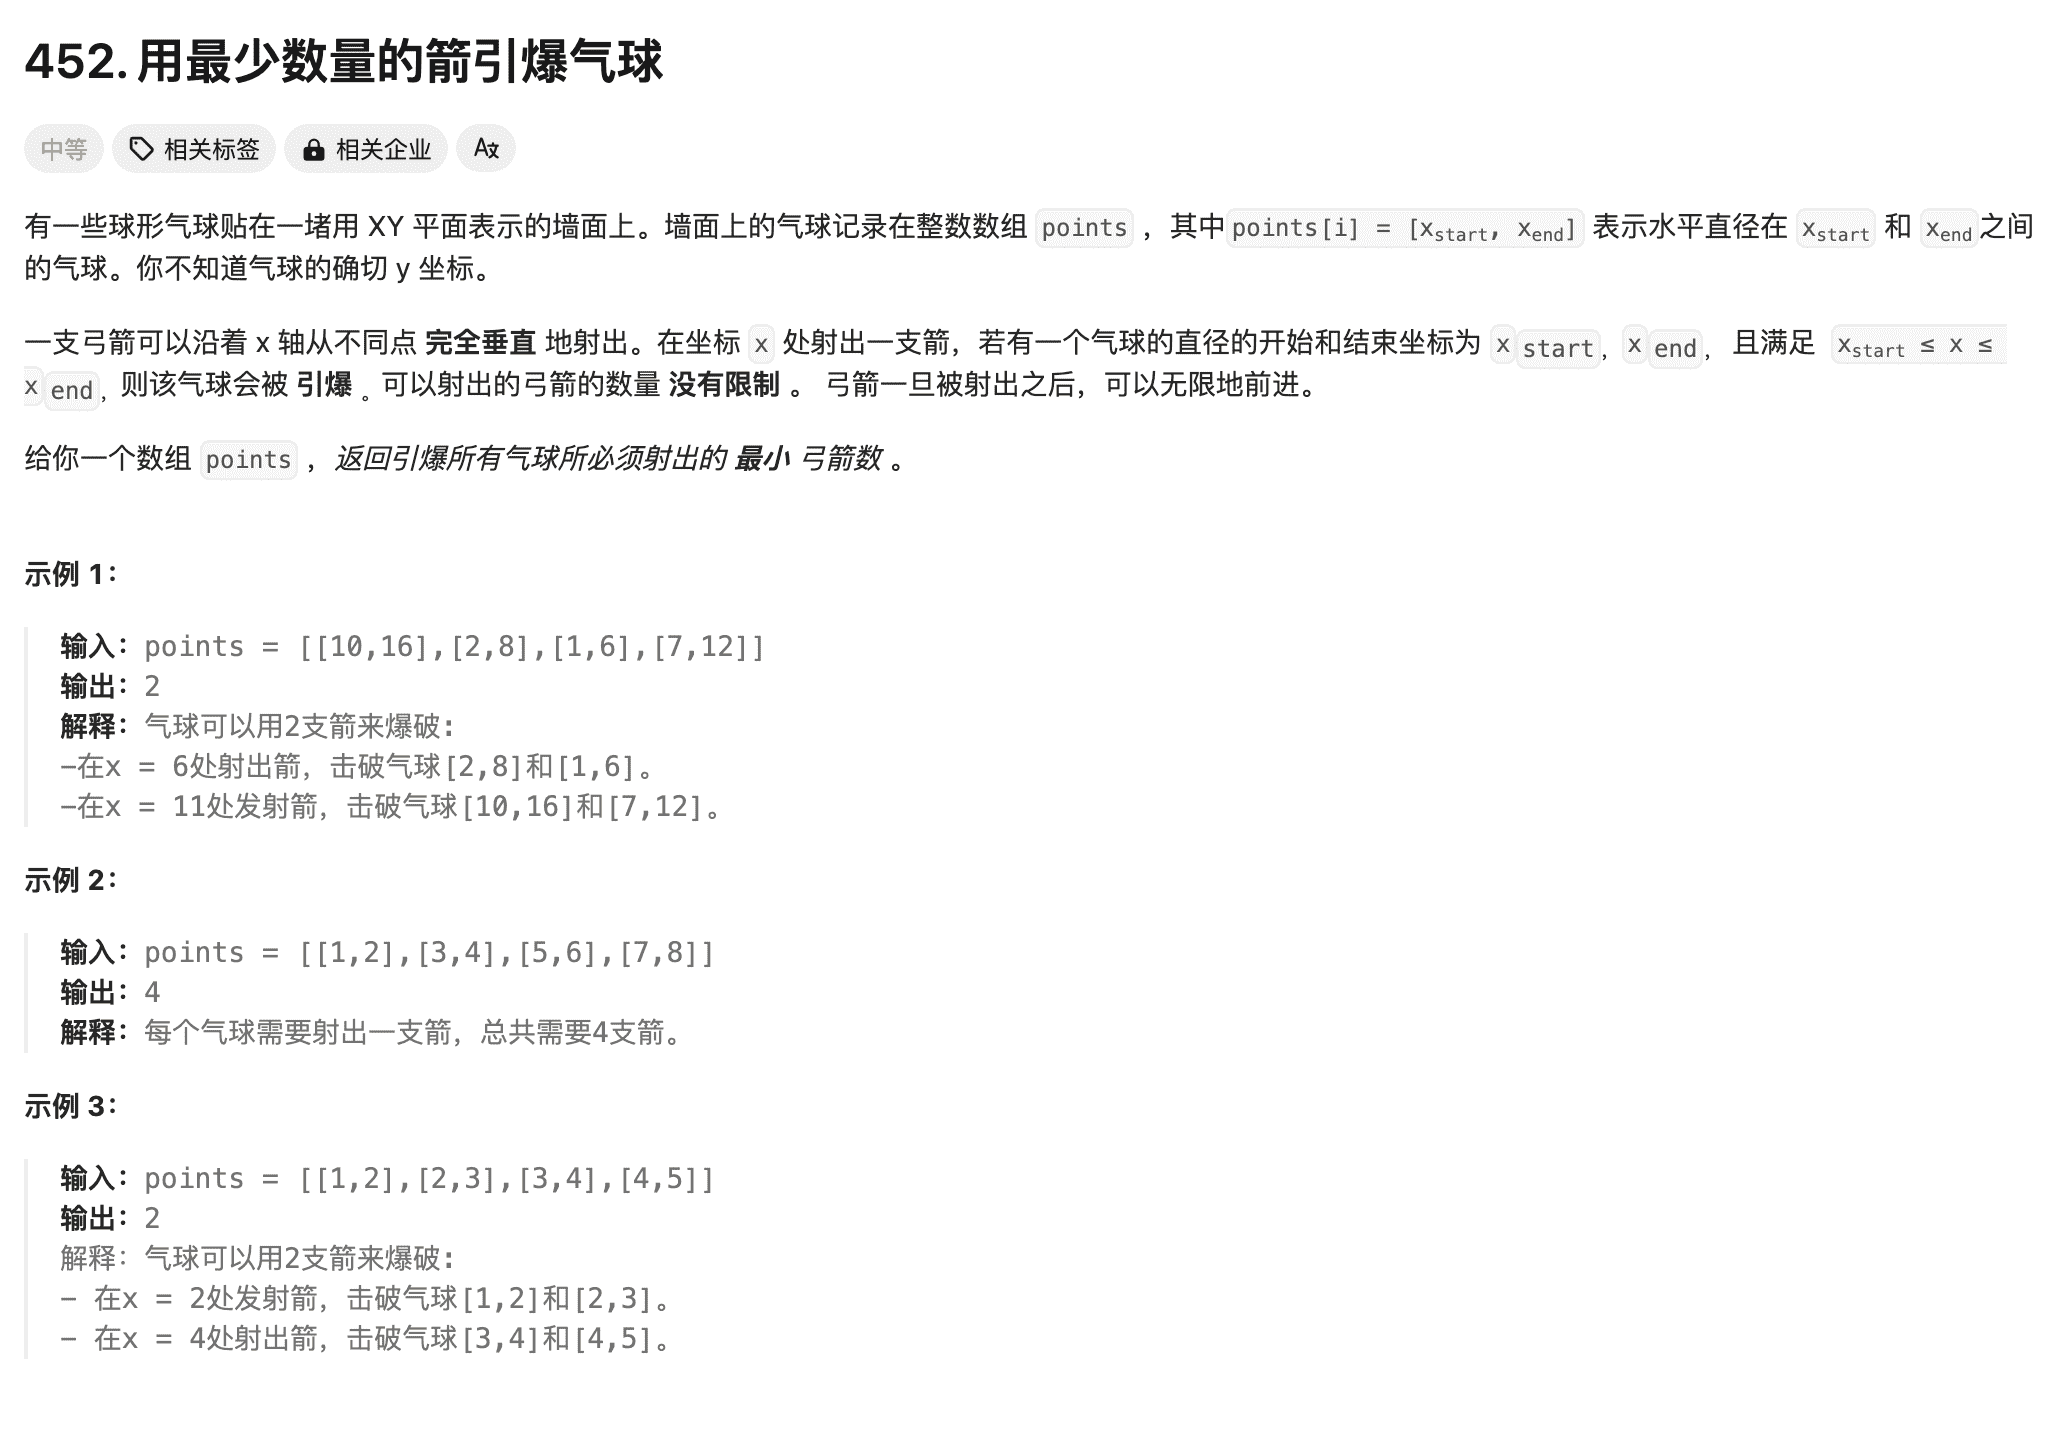 452. 用最少数量的箭引爆气球
中等 相关标签 相关企业 A文
有一些球形气球贴在一堵用 XY 平面表示的墙面上。墙面上的气球记录在整数数组 points ，其中points[i] = [xstart, xend] 表示水平直径在 xstart 和 xend之间
的气球。你不知道气球的确切 y 坐标。
一支弓箭可以沿着 x 轴从不同点 完全垂直 地射出。在坐标 x 处射出一支箭，若有一个气球的直径的开始和结束坐标为 xstart，xend， 且满足 xstart ≤ x ≤
xend，则该气球会被 引爆 。可以射出的弓箭的数量 没有限制 。 弓箭一旦被射出之后，可以无限地前进。
给你一个数组 points ，返回引爆所有气球所必须射出的 最小 弓箭数 。
示例 1：
输入：points = [[10,16],[2,8],[1,6],[7,12]]
输出：2
解释：气球可以用2支箭来爆破:
-在x = 6处射出箭，击破气球[2,8]和[1,6]。
-在x = 11处发射箭，击破气球[10,16]和[7,12]。
示例 2：
输入：points = [[1,2],[3,4],[5,6],[7,8]]
输出：4
解释：每个气球需要射出一支箭，总共需要4支箭。
示例 3：
输入：points = [[1,2],[2,3],[3,4],[4,5]]
输出：2
解释：气球可以用2支箭来爆破:
- 在x = 2处发射箭，击破气球[1,2]和[2,3]。
- 在x = 4处射出箭，击破气球[3,4]和[4,5]。